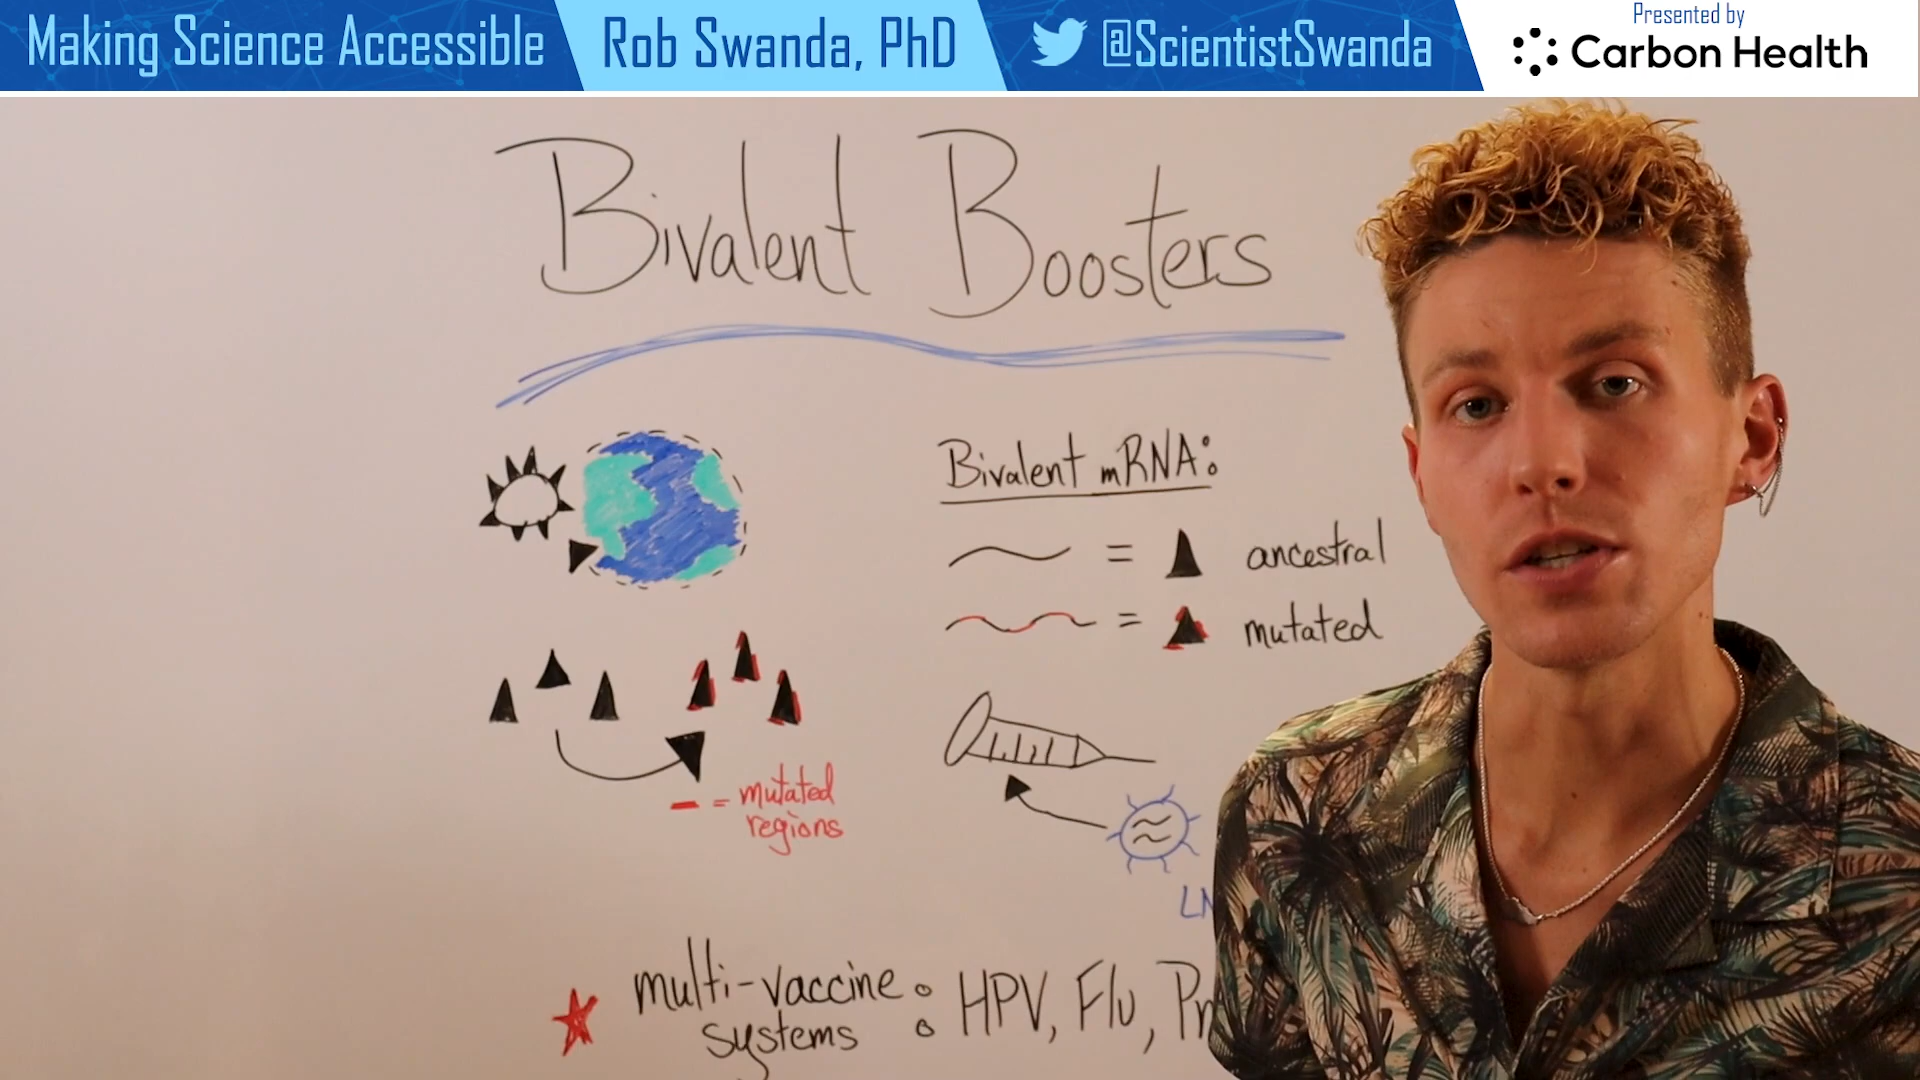 Making Science Accessible
Rob Swanda, PhD
@ScientistSwanda
Presented by
Carbon Health
Bivalent Boosters
Bivalent mRNA:
= ancestral
= mutated
- = mutated
regions
multi-vaccine
systems : HPV, Flu,